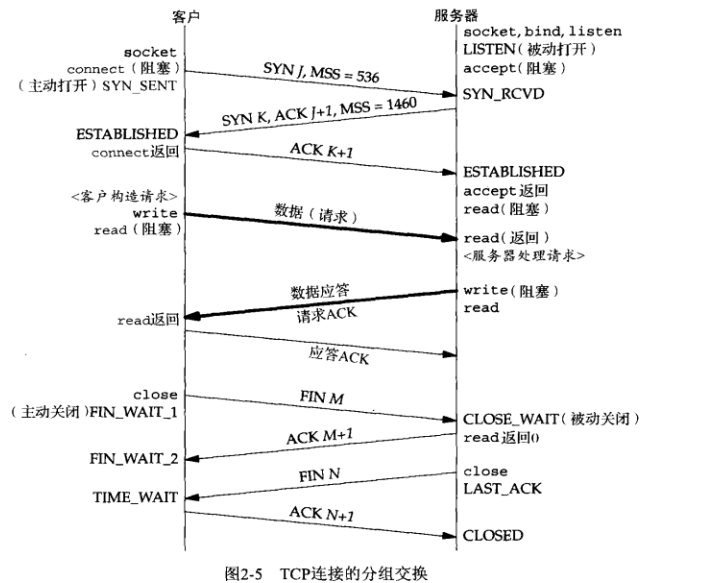 客户
服务器
socket, bind, listen
socket
LISTEN(被动打开)
connect(阻塞)
accept(阻塞)
SYN J, MSS = 536
(主动打开) SYN_SENT
SYN_RCVD
SYN K, ACK J+1, MSS = 1460
ESTABLISHED
connect返回
ACK K+1
ESTABLISHED
accept返回
<客户构造请求>
write
数据(请求)
read(阻塞)
read(阻塞)
read(返回)
<服务器处理请求>
数据应答
write(阻塞)
请求ACK
read
read返回
应答ACK
close
FIN M
(主动关闭)FIN_WAIT_1
CLOSE_WAIT(被动关闭)
ACK M+1
read返回0
FIN_WAIT_2
FIN N
close
TIME_WAIT
LAST_ACK
ACK N+1
CLOSED
图2-5 TCP连接的分组交换